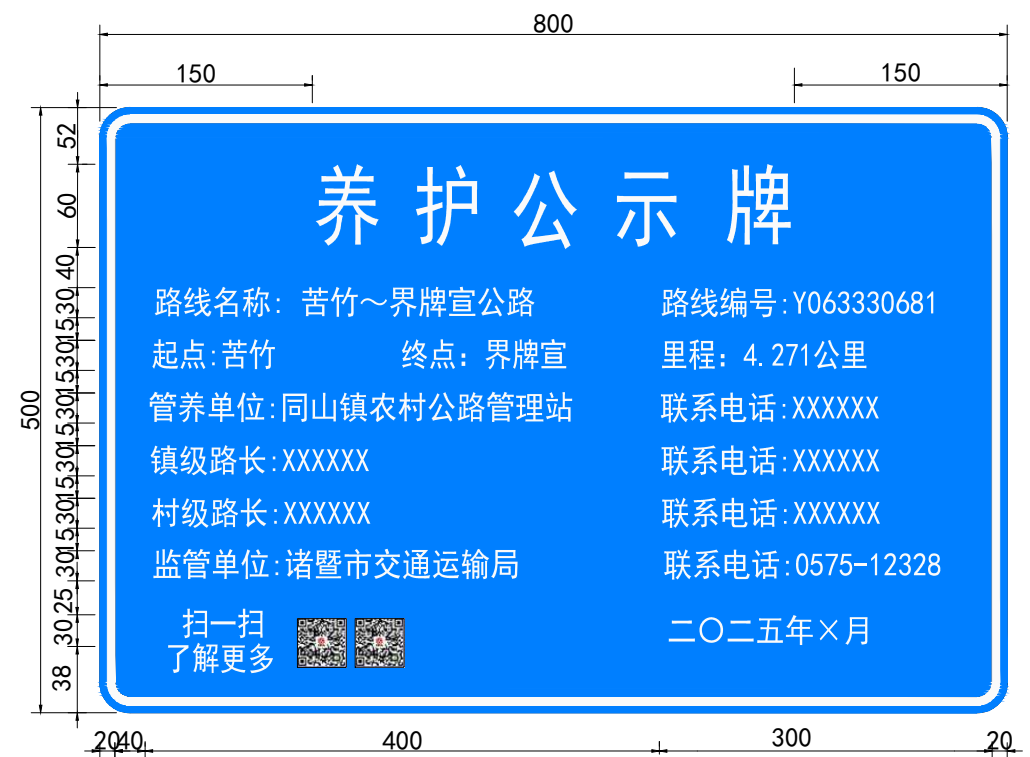 800
150 150
52
60
40
30
15
30
15
30
15
30
15
30
15
30
25
30
38
500
养护公示牌
路线名称: 苦竹～界牌宣公路 路线编号:Y063330681
起点:苦竹 终点：界牌宣 里程：4.271公里
管养单位:同山镇农村公路管理站 联系电话:XXXXXX
镇级路长:XXXXXX 联系电话:XXXXXX
村级路长:XXXXXX 联系电话:XXXXXX
监管单位:诸暨市交通运输局 联系电话:0575-12328
扫一扫
了解更多
二〇二五年×月
20 40 400 300 20